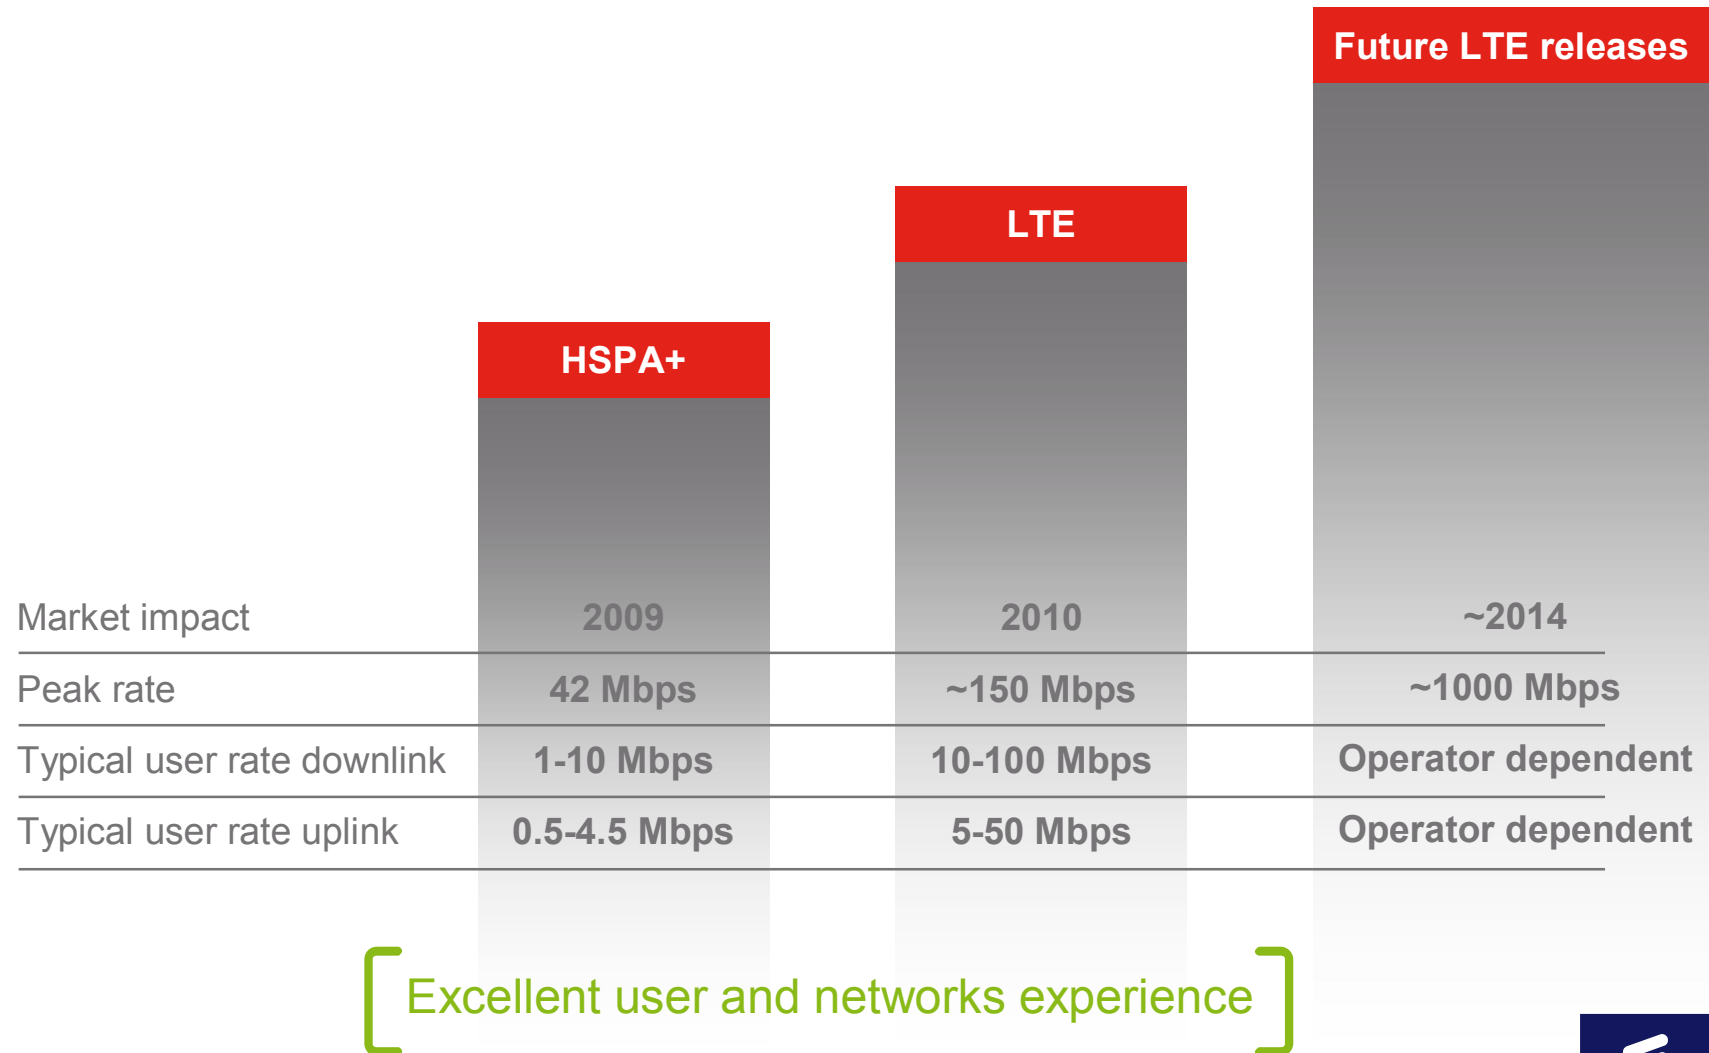 Future LTE releases
LTE
HSPA+
Market impact 2009 2010 ~2014
Peak rate 42 Mbps ~150 Mbps ~1000 Mbps
Typical user rate downlink 1-10 Mbps 10-100 Mbps Operator dependent
Typical user rate uplink 0.5-4.5 Mbps 5-50 Mbps Operator dependent
Excellent user and networks experience